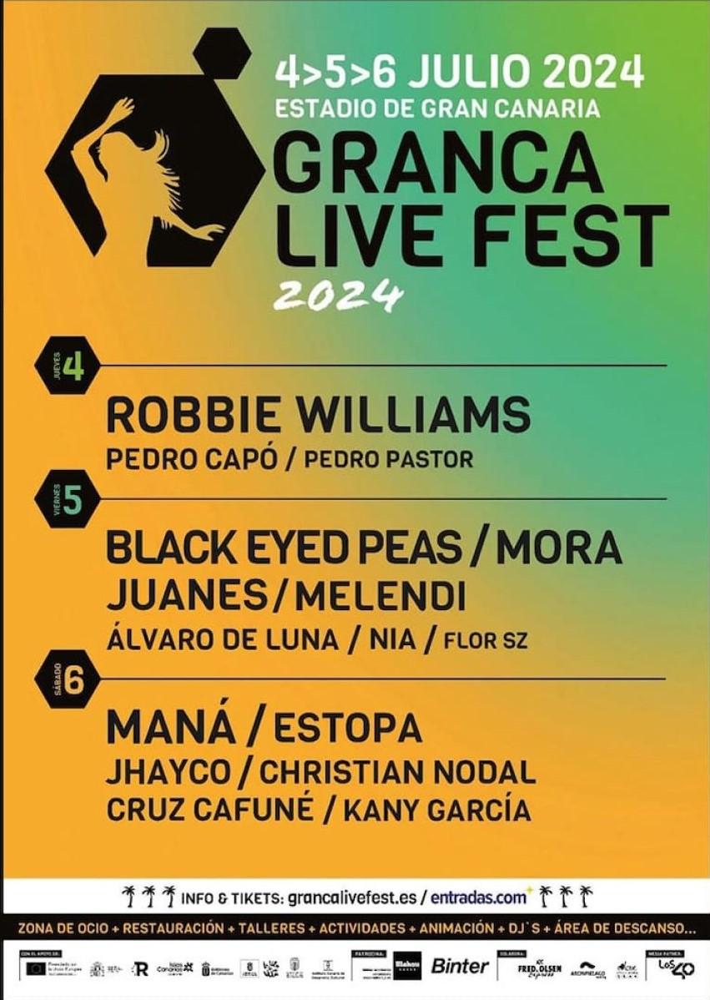 4>5>6 JULIO 2024
ESTADIO DE GRAN CANARIA
GRANCA
LIVE FEST
2024
JUEVES 4
ROBBIE WILLIAMS
PEDRO CAPÓ / PEDRO PASTOR
VIERNES 5
BLACK EYED PEAS / MORA
JUANES / MELENDI
ÁLVARO DE LUNA / NIA / FLOR SZ
SÁBADO 6
MANÁ / ESTOPA
JHAYCO / CHRISTIAN NODAL
CRUZ CAFUNÉ / KANY GARCÍA
INFO & TIKETS: grancalivefest.es / entradas.com
ZONA DE OCIO + RESTAURACIÓN + TALLERES + ACTIVIDADES + ANIMACIÓN + DJ`S + ÁREA DE DESCANSO...
CON EL APOYO DE: PATROCINA: COLABORA: MEDIA PARTNER:
Mahou Binter FRED. OLSEN Express LOS40